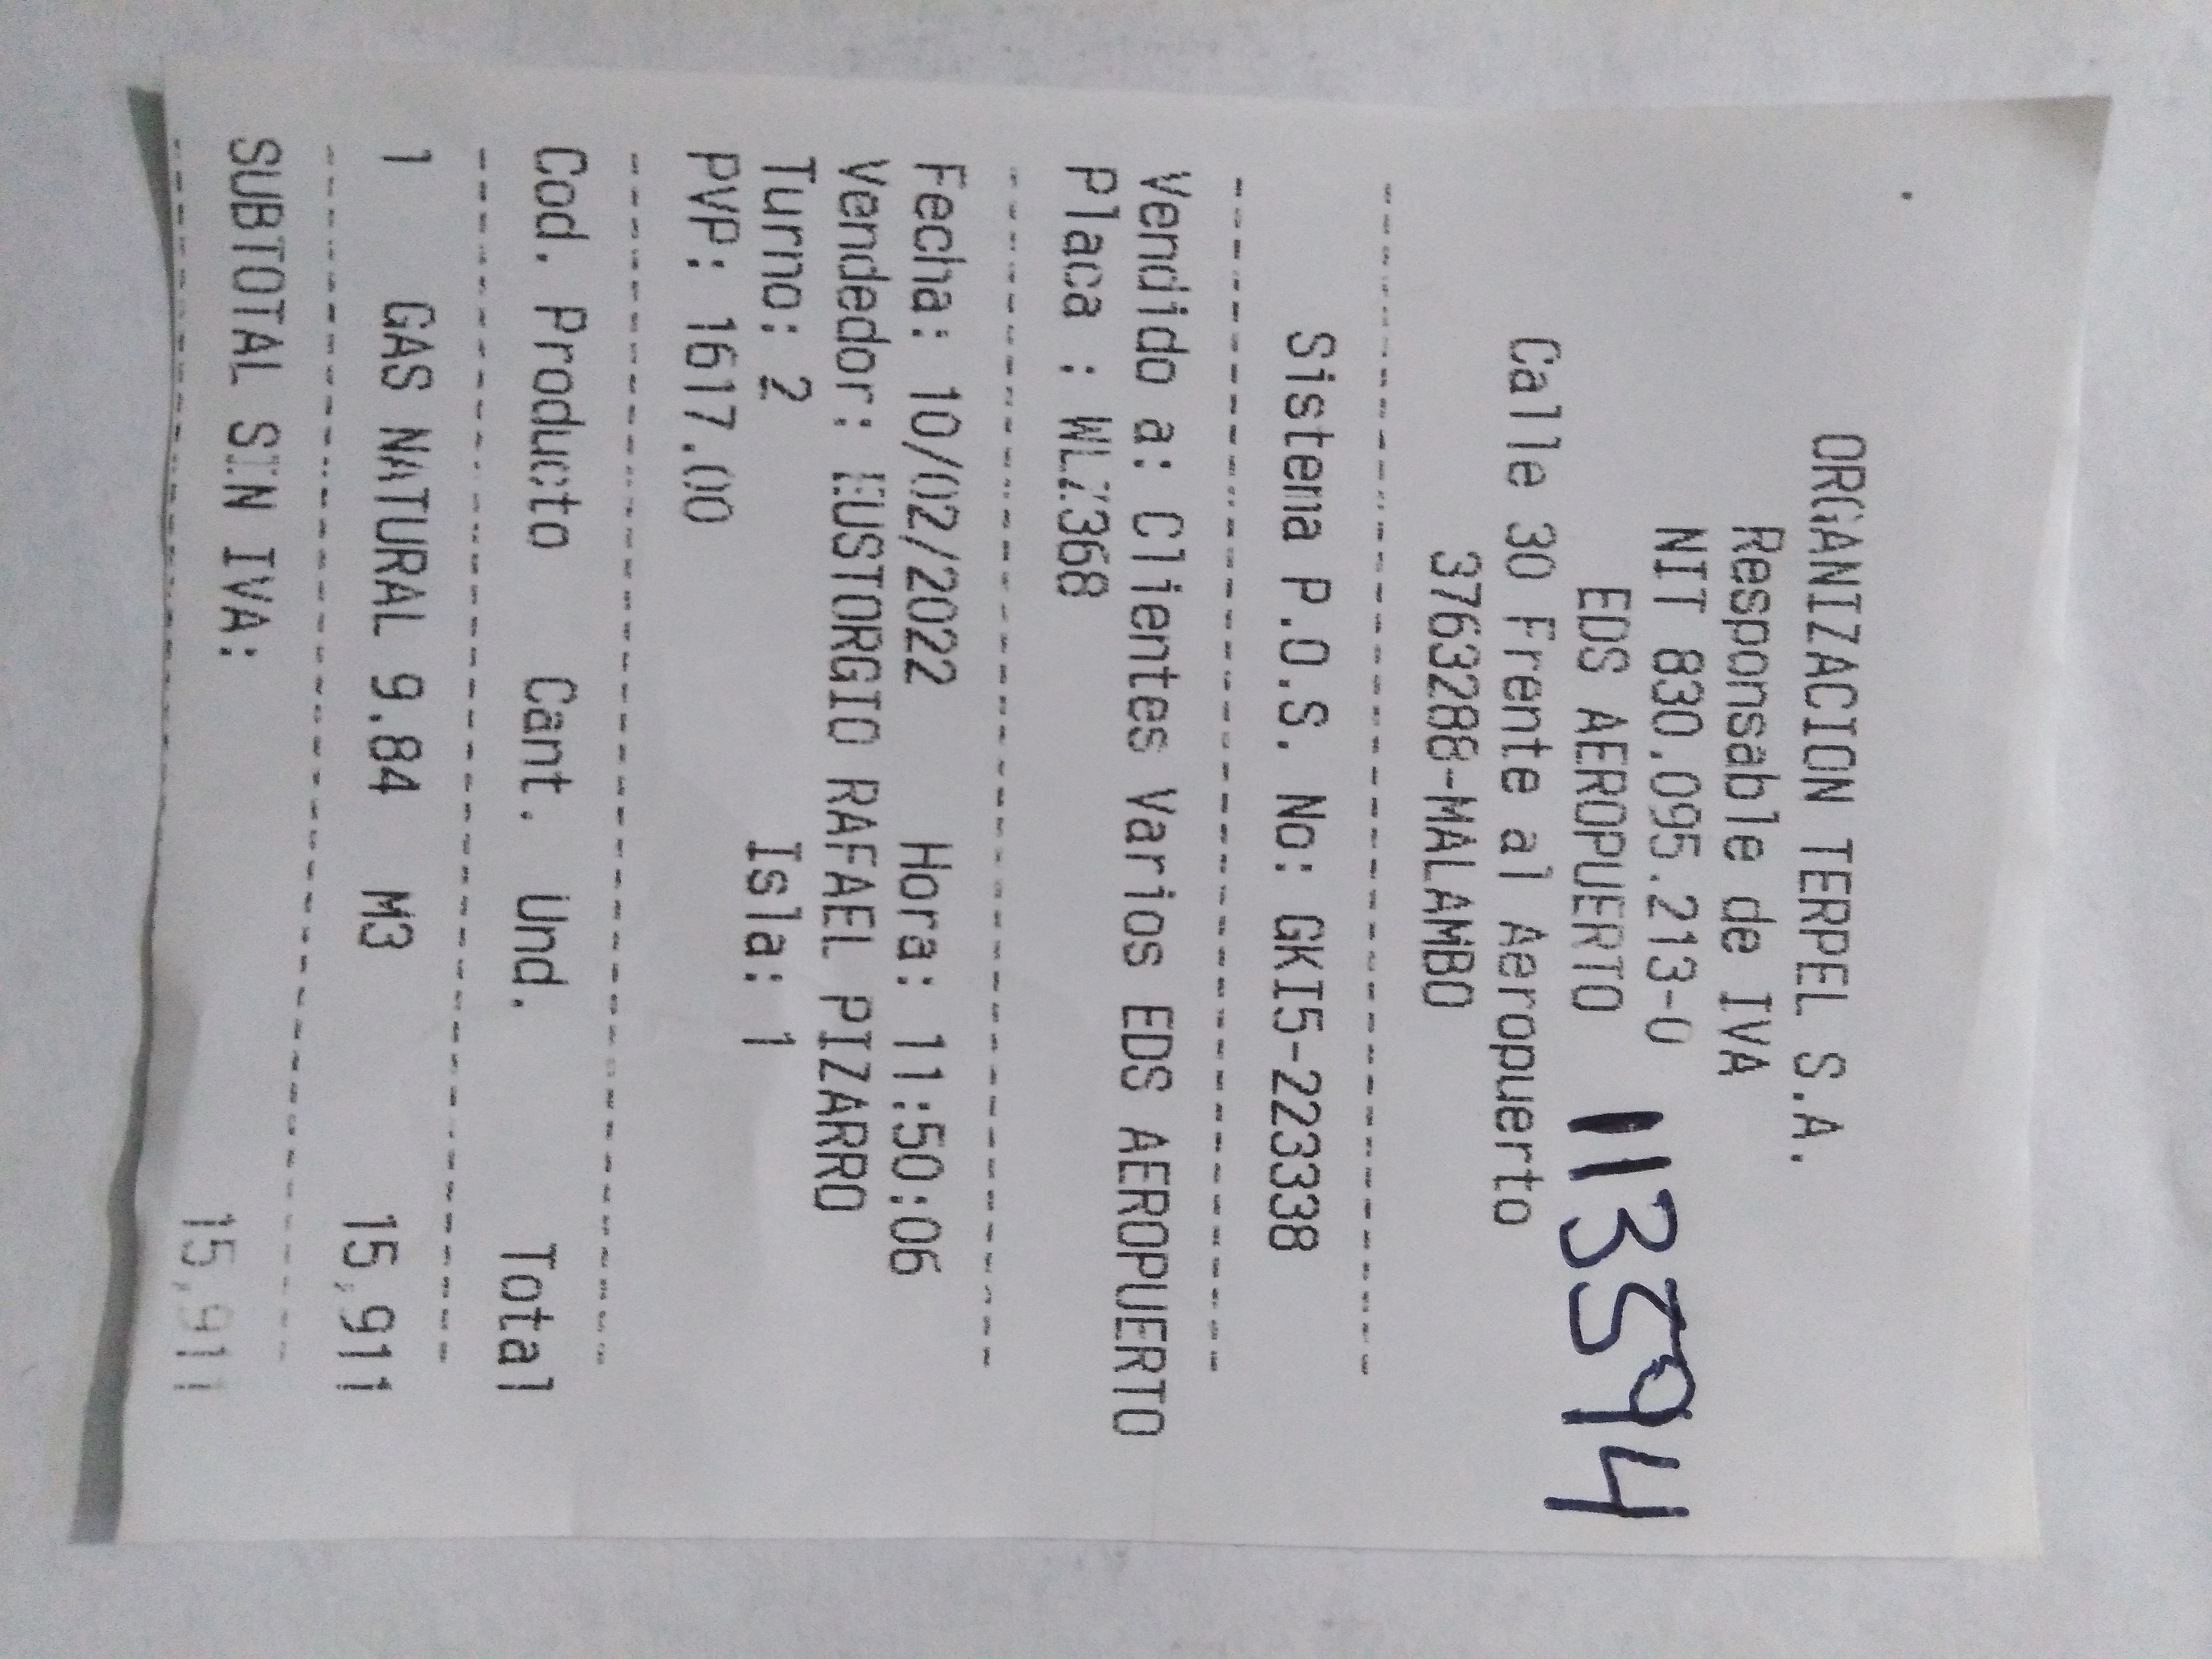 ORGANIZACION TERPEL S.A.
Responsable de IVA
NIT 830.095.213-0
EDS AEROPUERTO
113594
Calle 30 Frente al Aeropuerto
3763288-MALAMBO
Sistema P.O.S. No: GKI5-223338
Vendido a: Clientes Varios EDS AEROPUERTO
Placa : WLZ368
Fecha: 10/02/2022 Hora: 11:50:06
Vendedor: EUSTORGIO RAFAEL PIZARRO
Turno: 2 Isla: 1
PVP: 1617.00
Cod. Producto Cant. Und. Total
1 GAS NATURAL 9.84 M3 15,911
SUBTOTAL SIN IVA: 15,911